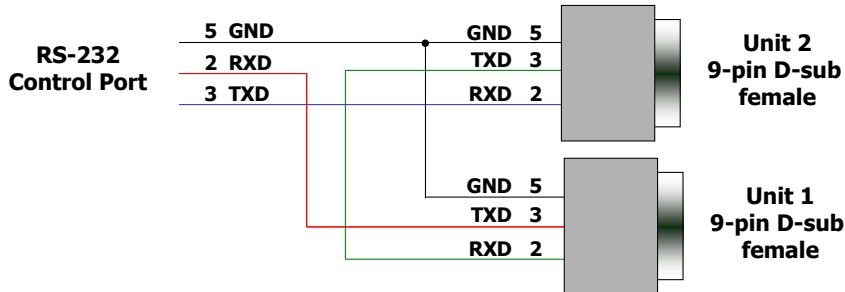 RS-232
Control Port
5 GND
2 RXD
3 TXD
GND 5
TXD 3
RXD 2
Unit 2
9-pin D-sub
female
GND 5
TXD 3
RXD 2
Unit 1
9-pin D-sub
female